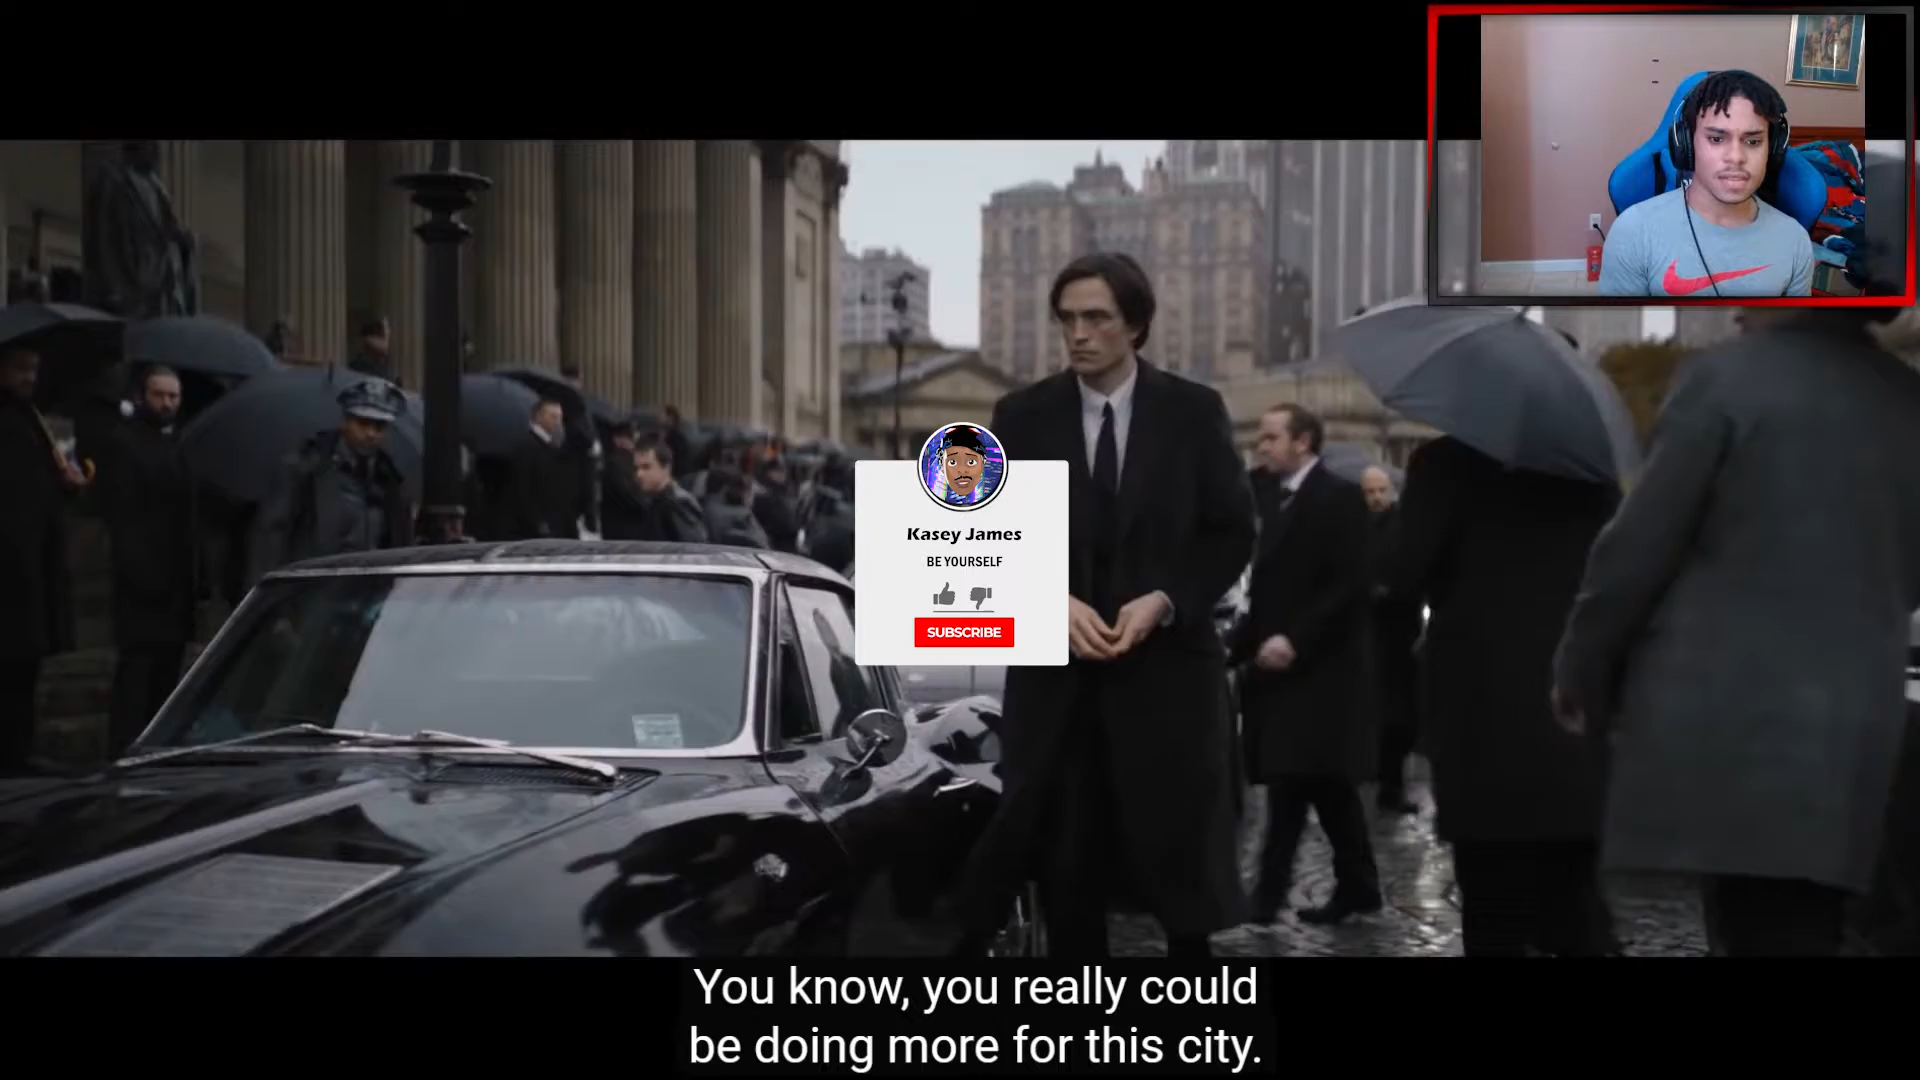 Kasey James
BE YOURSELF
SUBSCRIBE
You know, you really could
be doing more for this city.